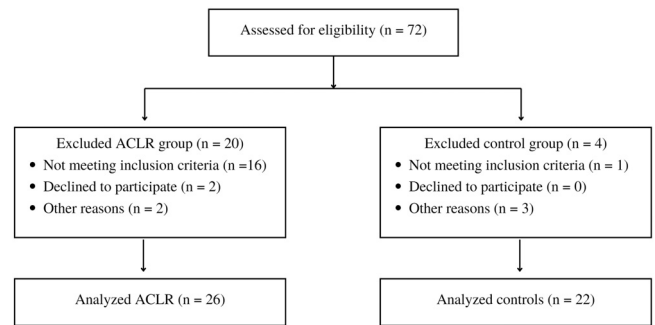 Assessed for eligibility (n = 72)
Excluded ACLR group (n = 20)
• Not meeting inclusion criteria (n =16)
• Declined to participate (n = 2)
• Other reasons (n = 2)
Excluded control group (n = 4)
• Not meeting inclusion criteria (n = 1)
• Declined to participate (n = 0)
• Other reasons (n = 3)
Analyzed ACLR (n = 26)
Analyzed controls (n = 22)